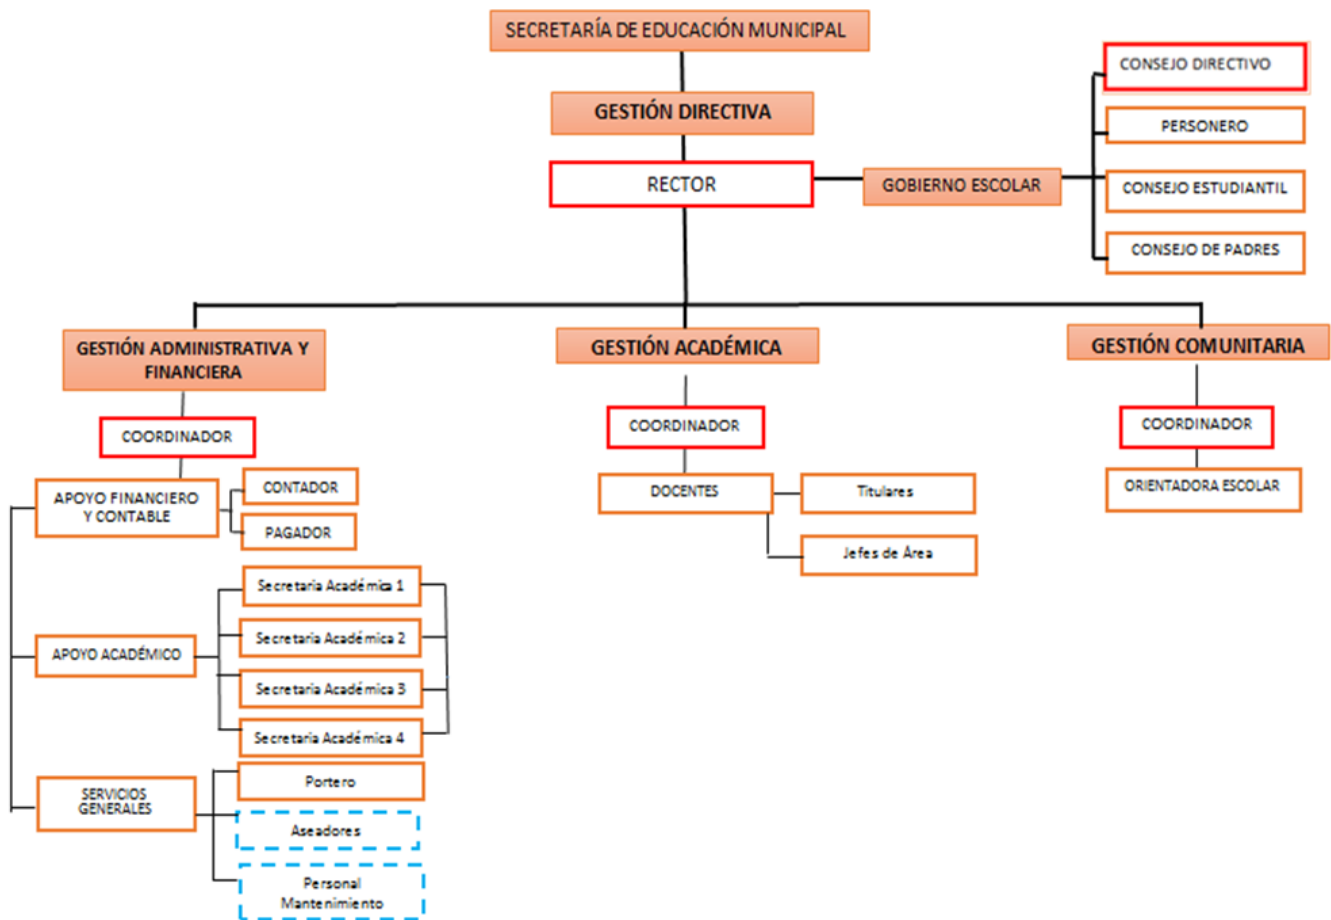 SECRETARÍA DE EDUCACIÓN MUNICIPAL
GESTIÓN DIRECTIVA
RECTOR
GOBIERNO ESCOLAR
CONSEJO DIRECTIVO
PERSONERO
CONSEJO ESTUDIANTIL
CONSEJO DE PADRES
GESTIÓN ADMINISTRATIVA Y
FINANCIERA
COORDINADOR
APOYO FINANCIERO
Y CONTABLE
CONTADOR
PAGADOR
APOYO ACADÉMICO
Secretaria Académica 1
Secretaria Académica 2
Secretaria Académica 3
Secretaria Académica 4
SERVICIOS
GENERALES
Portero
Aseadores
Personal
Mantenimiento
GESTIÓN ACADÉMICA
COORDINADOR
DOCENTES
Titulares
Jefes de Área
GESTIÓN COMUNITARIA
COORDINADOR
ORIENTADORA ESCOLAR